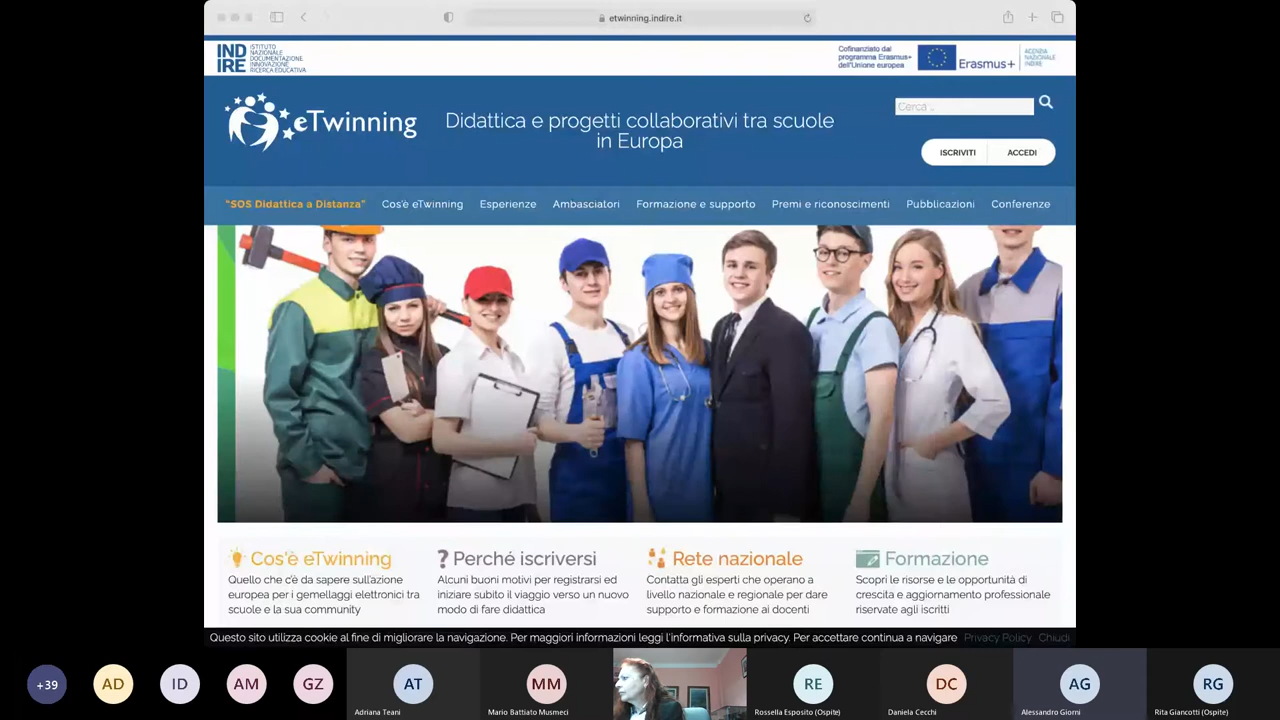 etwinning.indire.it
IND
IRE
ISTITUTO
NAZIONALE
DOCUMENTAZIONE
INNOVAZIONE
RICERCA EDUCATIVA
Cofinanziato dal
programma Erasmus+
dell'Unione europea
Erasmus+
AGENZIA
NAZIONALE
INDIRE
eTwinning
Didattica e progetti collaborativi tra scuole
in Europa
Cerca ..
ISCRIVITI
ACCEDI
"SOS Didattica a Distanza"
Cos'è eTwinning
Esperienze
Ambasciatori
Formazione e supporto
Premi e riconoscimenti
Pubblicazioni
Conferenze
Cos'è eTwinning
Quello che c'è da sapere sull'azione
europea per i gemellaggi elettronici tra
scuole e la sua community
? Perché iscriversi
Alcuni buoni motivi per registrarsi ed
iniziare subito il viaggio verso un nuovo
modo di fare didattica
Rete nazionale
Contatta gli esperti che operano a
livello nazionale e regionale per dare
supporto e formazione ai docenti
Formazione
Scopri le risorse e le opportunità di
crescita e aggiornamento professionale
riservate agli iscritti
Questo sito utilizza cookie al fine di migliorare la navigazione. Per maggiori informazioni leggi l'informativa sulla privacy. Per accettare continua a navigare Privacy Policy Chiudi
+39
AD
ID
AM
GZ
AT
Adriana Teani
MM
Mario Battiato Musmeci
RE
Rossella Esposito (Ospite)
DC
Daniela Cecchi
AG
Alessandro Giorni
RG
Rita Giancotti (Ospite)